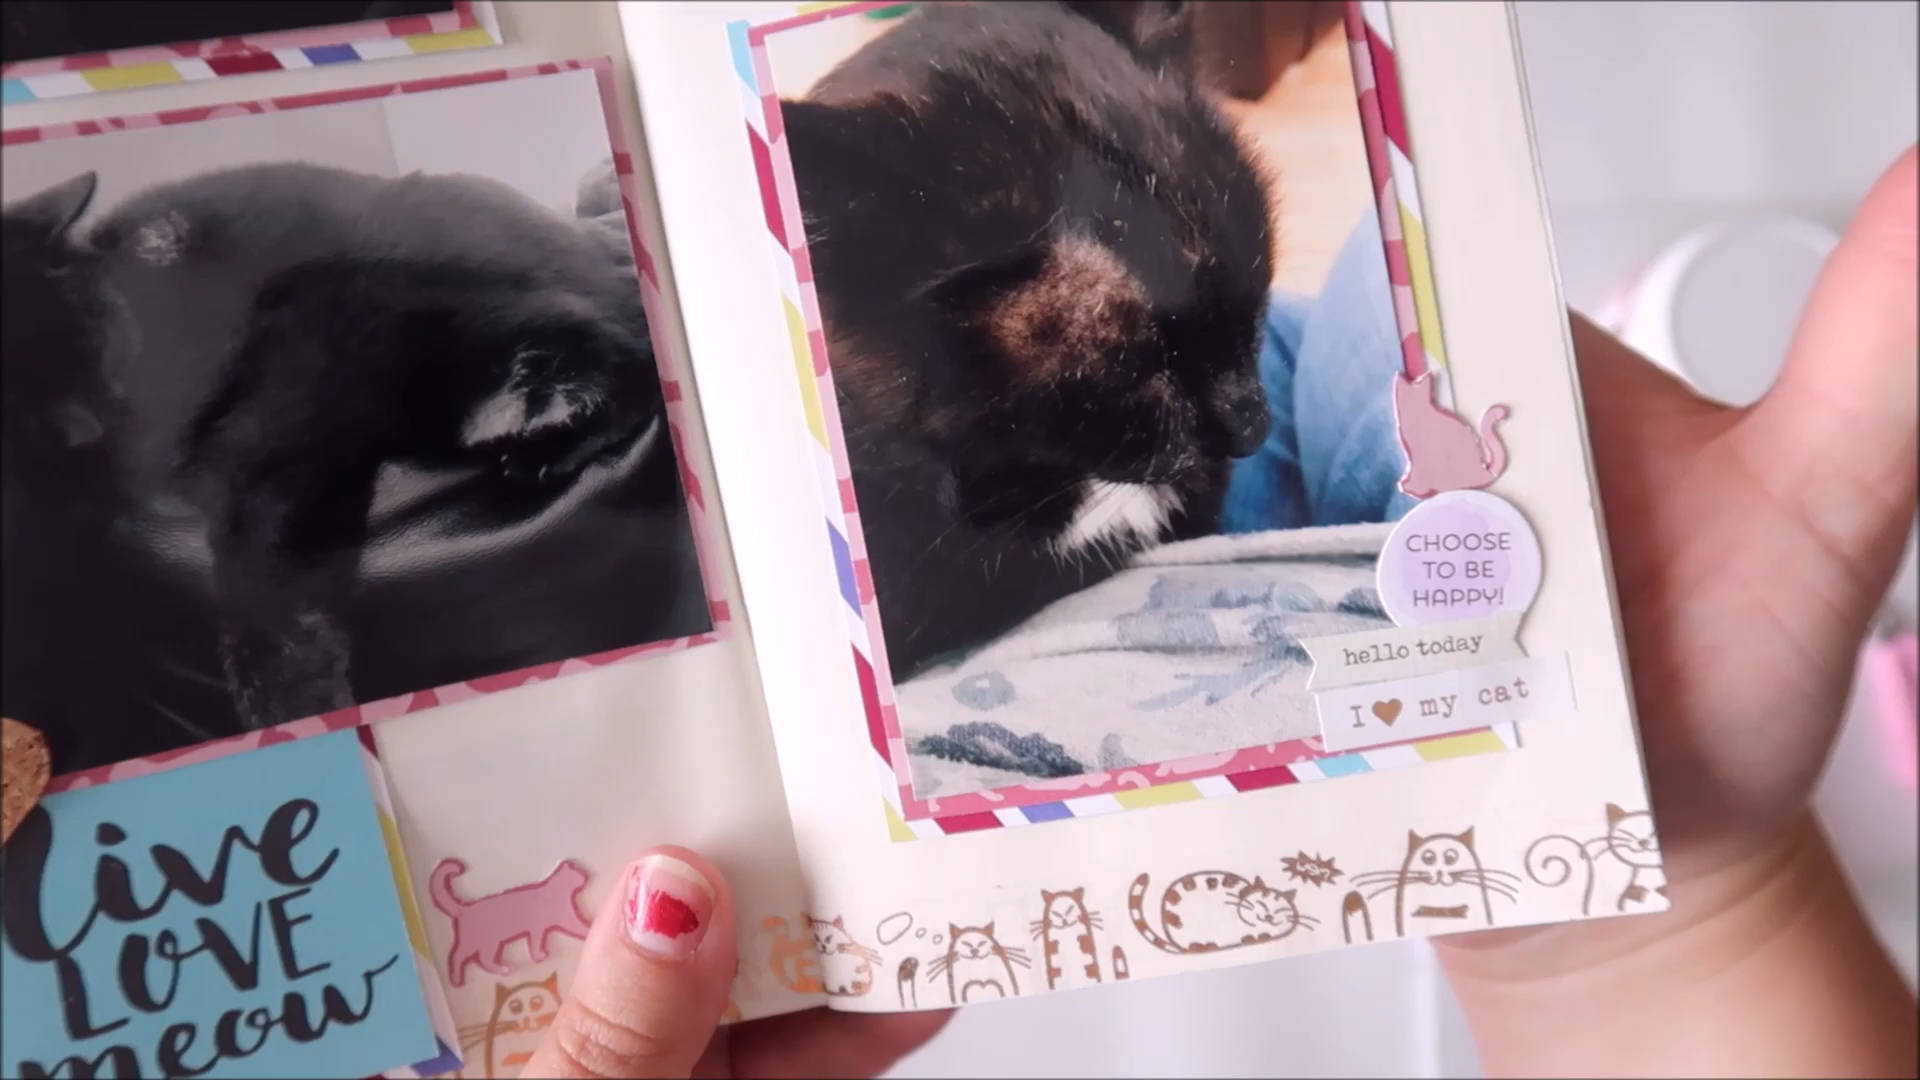 live
LOVE
meow
CHOOSE
TO BE
HAPPY!
hello today
I ♥ my cat